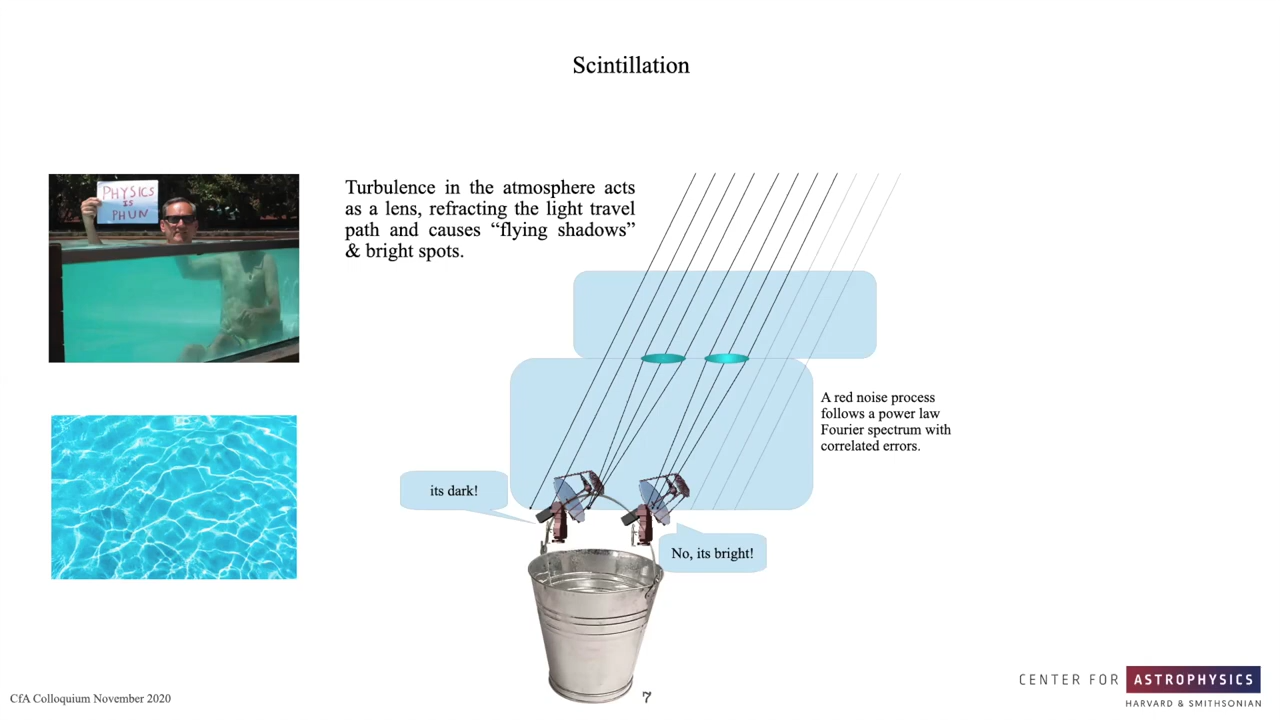 Scintillation
PHYSICS
IS
PHUN
Turbulence in the atmosphere acts
as a lens, refracting the light travel
path and causes “flying shadows”
& bright spots.
A red noise process
follows a power law
Fourier spectrum with
correlated errors.
its dark!
No, its bright!
CfA Colloquium November 2020
7
CENTER FOR ASTROPHYSICS
HARVARD & SMITHSONIAN